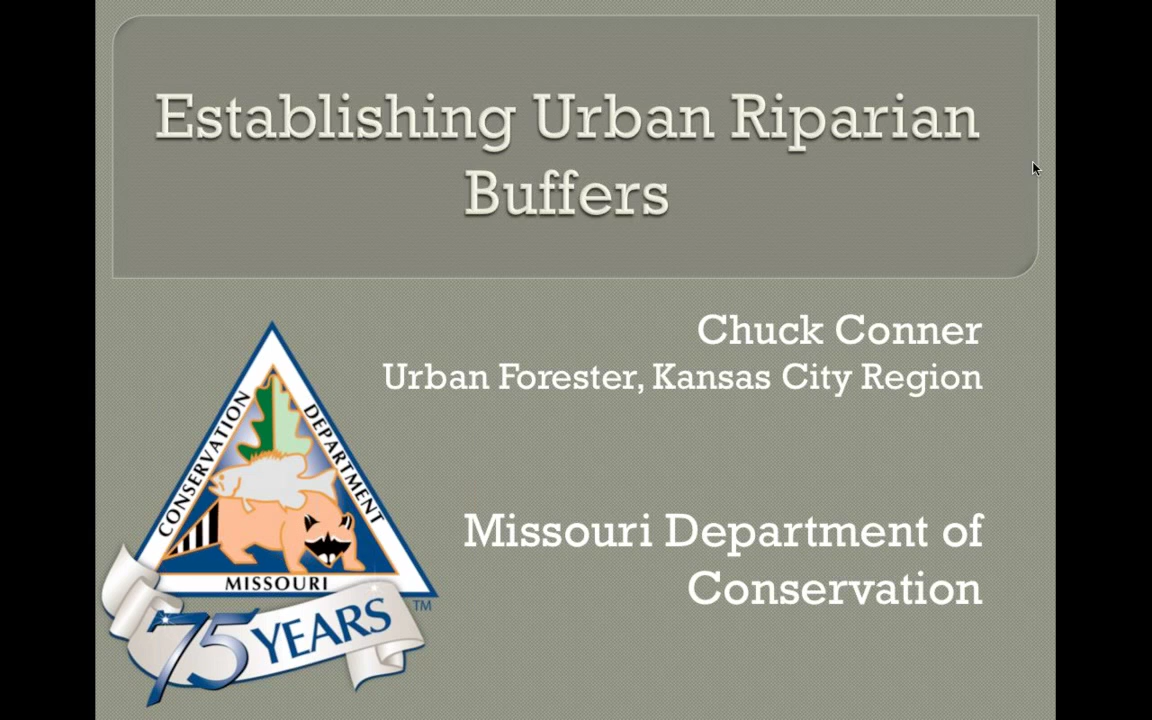 Establishing Urban Riparian
Buffers
Chuck Conner
Urban Forester, Kansas City Region
Missouri Department of
Conservation
CONSERVATION
DEPARTMENT
MISSOURI
TM
75 YEARS